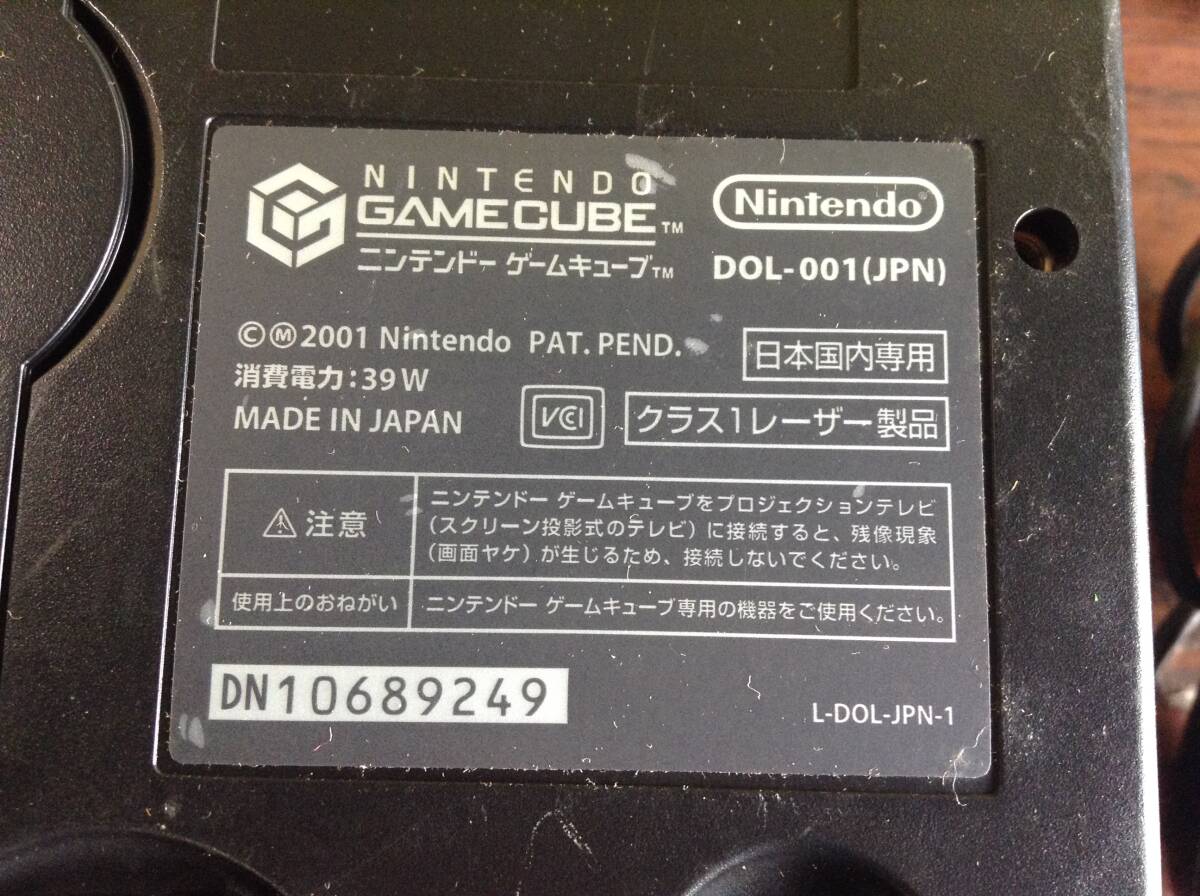 NINTENDO
GAMECUBE™
ニンテンドー ゲームキューブ™
Nintendo®
DOL-001(JPN)
©Ⓜ2001 Nintendo PAT. PEND.
日本国内専用
消費電力:39W
MADE IN JAPAN
VCI
クラス1レーザー製品
注意
ニンテンドー ゲームキューブをプロジェクションテレビ
(スクリーン投影式のテレビ)に接続すると、残像現象
(画面ヤケ)が生じるため、接続しないでください。
使用上のおねがい
ニンテンドー ゲームキューブ専用の機器をご使用ください。
DN10689249
L-DOL-JPN-1